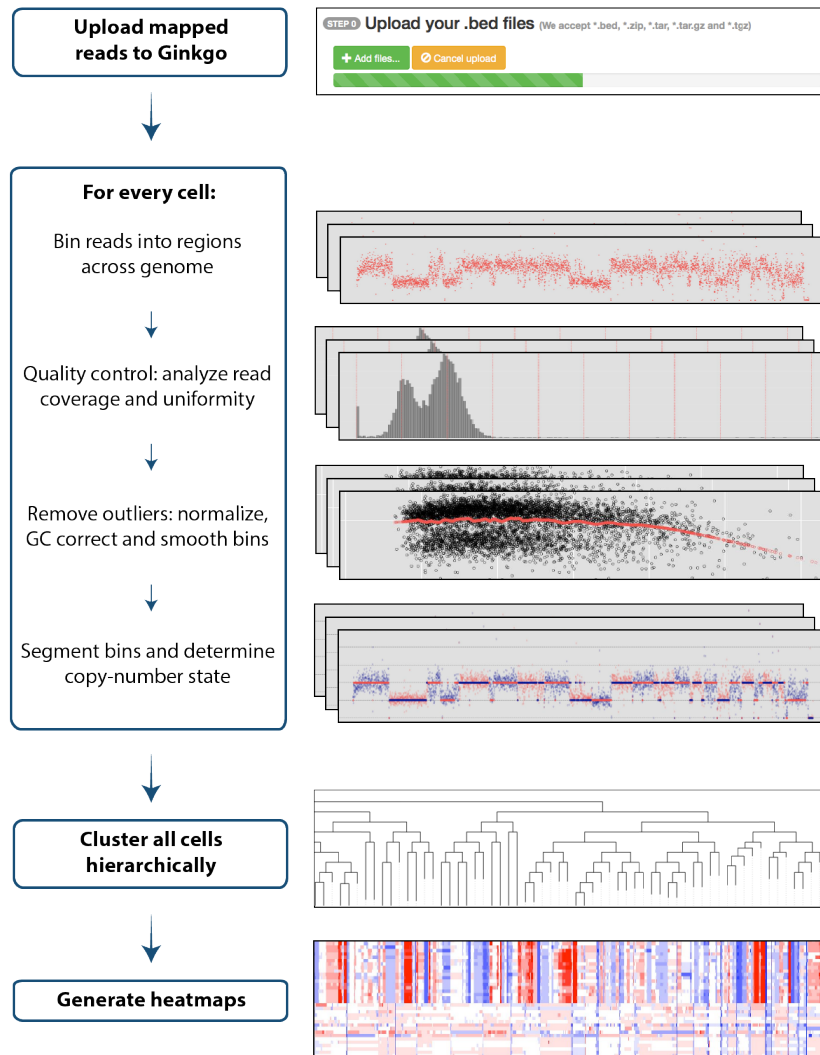 Upload mapped
reads to Ginkgo
STEP 0 Upload your .bed files (We accept *.bed, *.zip, *.tar, *.tar.gz and *.tgz)
Add files... Cancel upload
For every cell:
Bin reads into regions
across genome
Quality control: analyze read
coverage and uniformity
Remove outliers: normalize,
GC correct and smooth bins
Segment bins and determine
copy-number state
Cluster all cells
hierarchically
Generate heatmaps